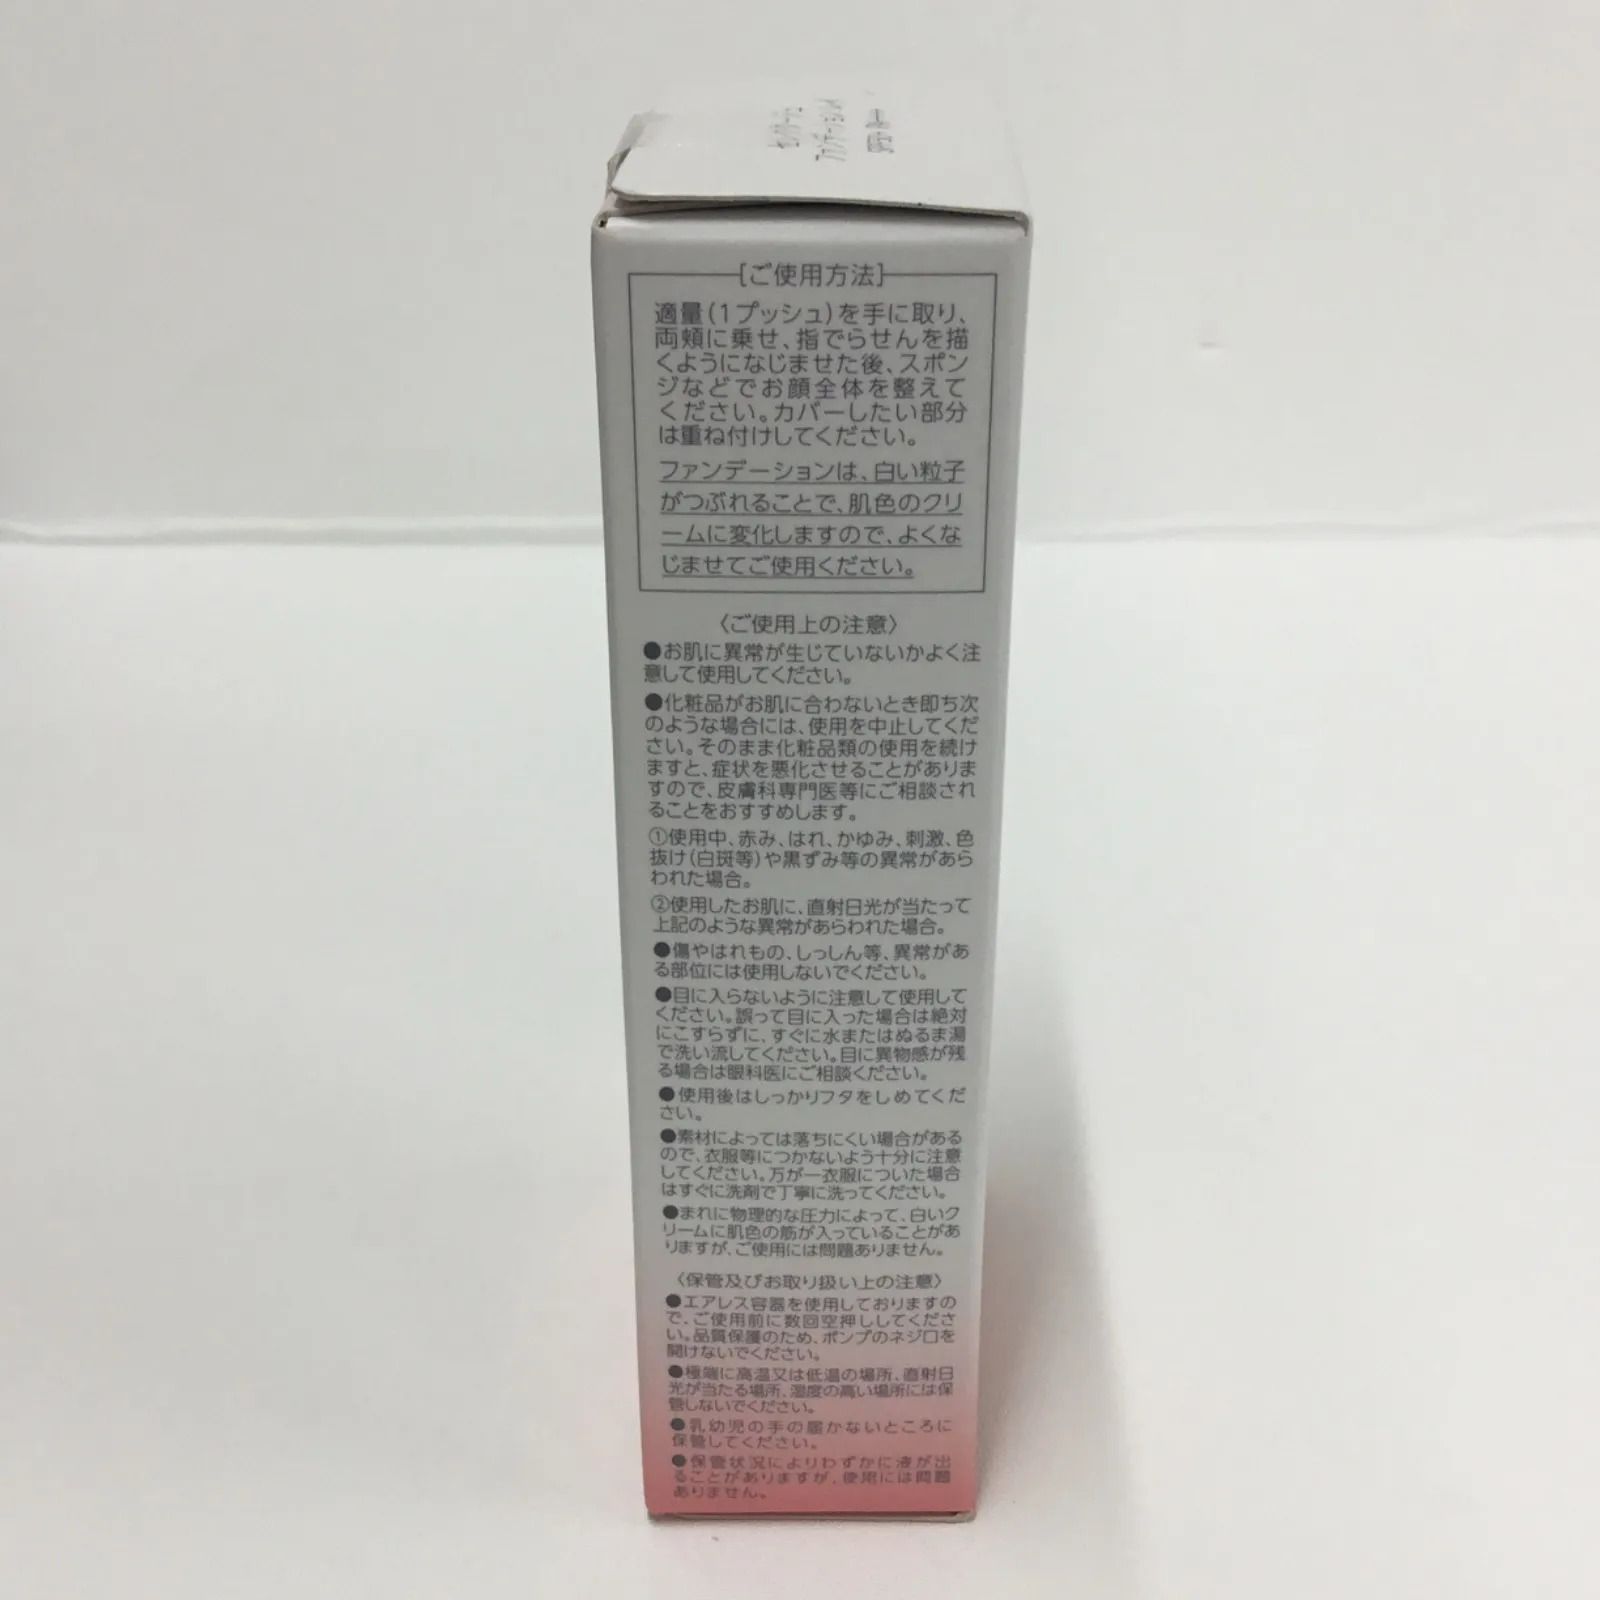 [ご使用方法]
適量(1プッシュ)を手に取り、
両頬に乗せ、指でらせんを描
くようになじませた後、スポン
ジなどでお顔全体を整えて
ください。カバーしたい部分
は重ね付けしてください。
ファンデーションは、白い粒子
がつぶれることで、肌色のクリ
ームに変化しますので、よくな
じませてご使用ください。
〈ご使用上の注意〉
●お肌に異常が生じていないかよく注
意して使用してください。
●化粧品がお肌に合わないとき即ち次
のような場合には、使用を中止してくだ
さい。そのまま化粧品類の使用を続け
ますと、症状を悪化させることがありま
すので、皮膚科専門医等にご相談され
ることをおすすめします。
①使用中、赤み、はれ、かゆみ、刺激、色
抜け(白斑等)や黒ずみ等の異常があら
われた場合。
②使用したお肌に、直射日光が当たって
上記のような異常があらわれた場合。
●傷やはれもの、しっしん等、異常があ
る部位には使用しないでください。
●目に入らないように注意して使用して
ください。誤って目に入った場合は絶対
にこすらずに、すぐに水またはぬるま湯
で洗い流してください。目に異物感が残
る場合は眼科医にご相談ください。
●使用後はしっかりフタをしめてくだ
さい。
●素材によっては落ちにくい場合がある
ので、衣服等につかないよう十分に注意
してください。万が一衣服についた場合
はすぐに洗剤で丁寧に洗ってください。
●まれに物理的な圧力によって、白いク
リームに肌色の筋が入っていることがあ
りますが、ご使用には問題ありません。
〈保管及びお取り扱い上の注意〉
●エアレス容器を使用しておりますの
で、ご使用前に数回空押ししてくださ
い。品質保護のため、ポンプのネジ口を
開けないでください。
●極端に高温又は低温の場所、直射日
光が当たる場所、湿度の高い場所には保
管しないでください。
●乳幼児の手の届かないところに
保管してください。
●保管状況によりわずかに液が出
ることがありますが、使用には問題
ありません。